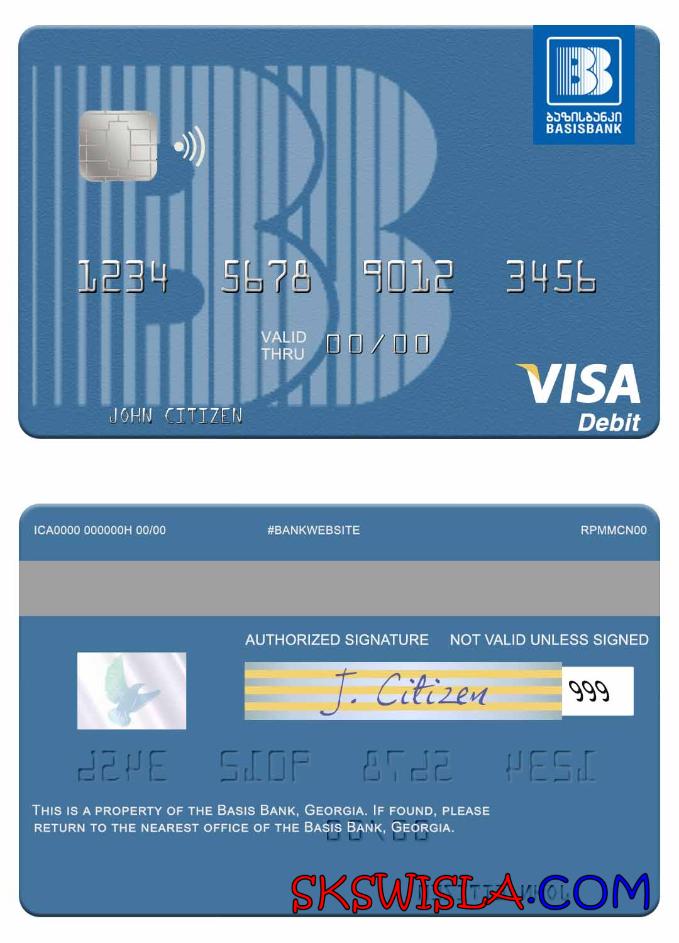 ბაზისბანკი
BASISBANK
1234 5678 9012 3456
VALID
THRU 00/00
VISA
Debit
JOHN CITIZEN
ICA0000 000000H 00/00 #BANKWEBSITE RPMMCN00
AUTHORIZED SIGNATURE NOT VALID UNLESS SIGNED
J. Citizen 999
THIS IS A PROPERTY OF THE BASIS BANK, GEORGIA. IF FOUND, PLEASE
RETURN TO THE NEAREST OFFICE OF THE BASIS BANK, GEORGIA.
SKSWISLA.COM